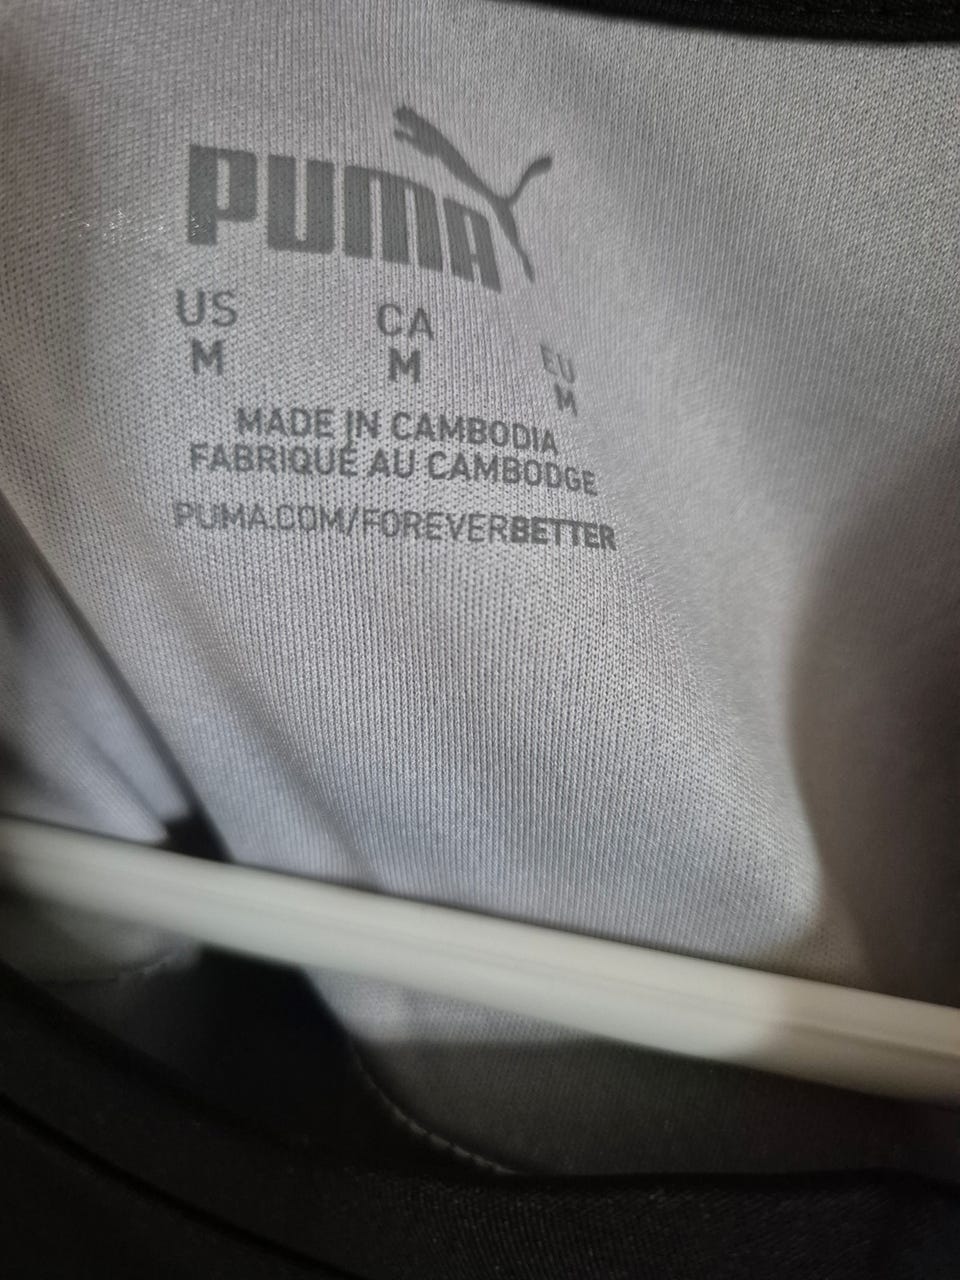 PUMA
US CA EU
M M M
MADE IN CAMBODIA
FABRIQUÉ AU CAMBODGE
PUMA.COM/FOREVERBETTER